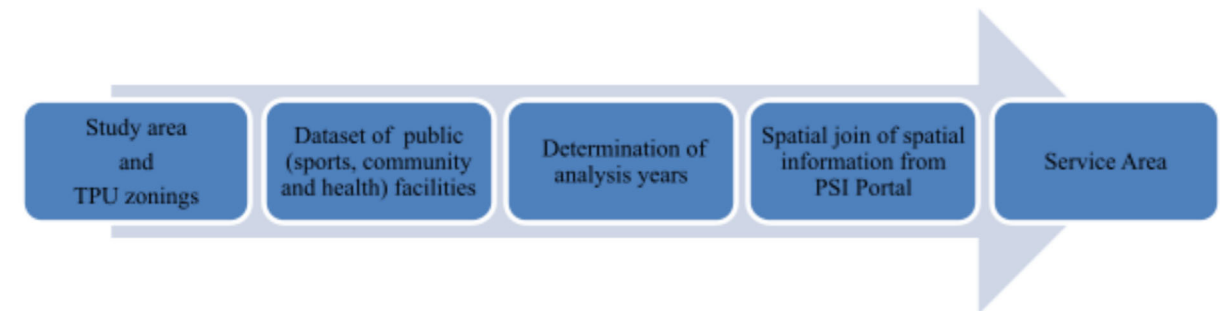 Study area
and
TPU zonings
Dataset of public
(sports, community
and health) facilities
Determination of
analysis years
Spatial join of spatial
information from
PSI Portal
Service Area